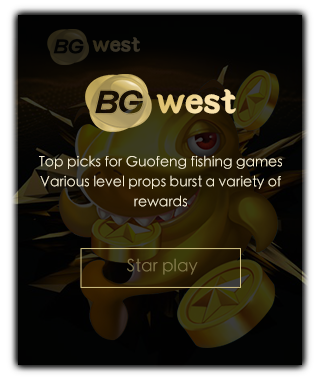 BG west
BG west
Top picks for Guofeng fishing games
Various level props burst a variety of
rewards
Star play